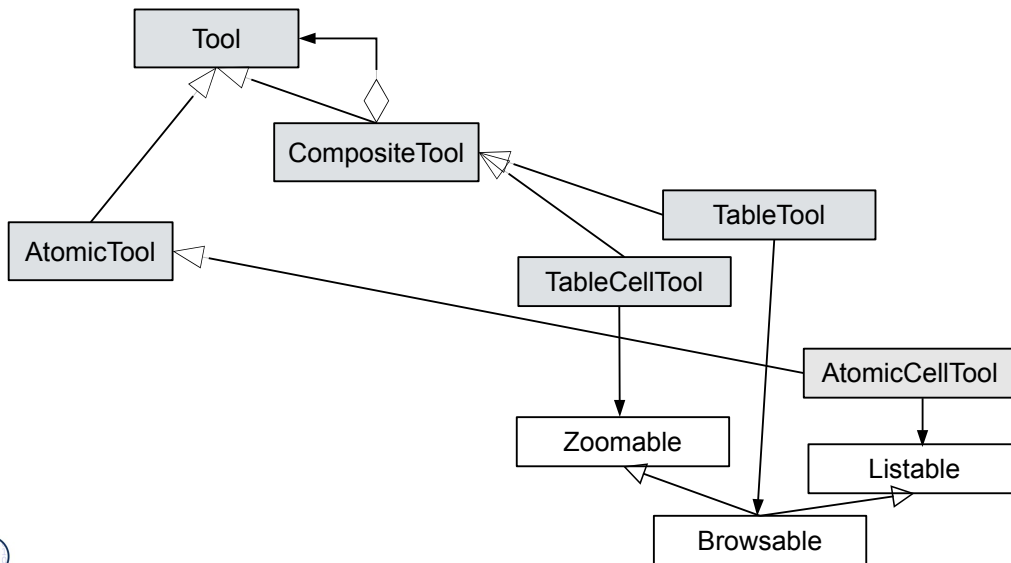 Tool
CompositeTool
TableTool
AtomicTool
TableCellTool
AtomicCellTool
Zoomable
Listable
Browsable